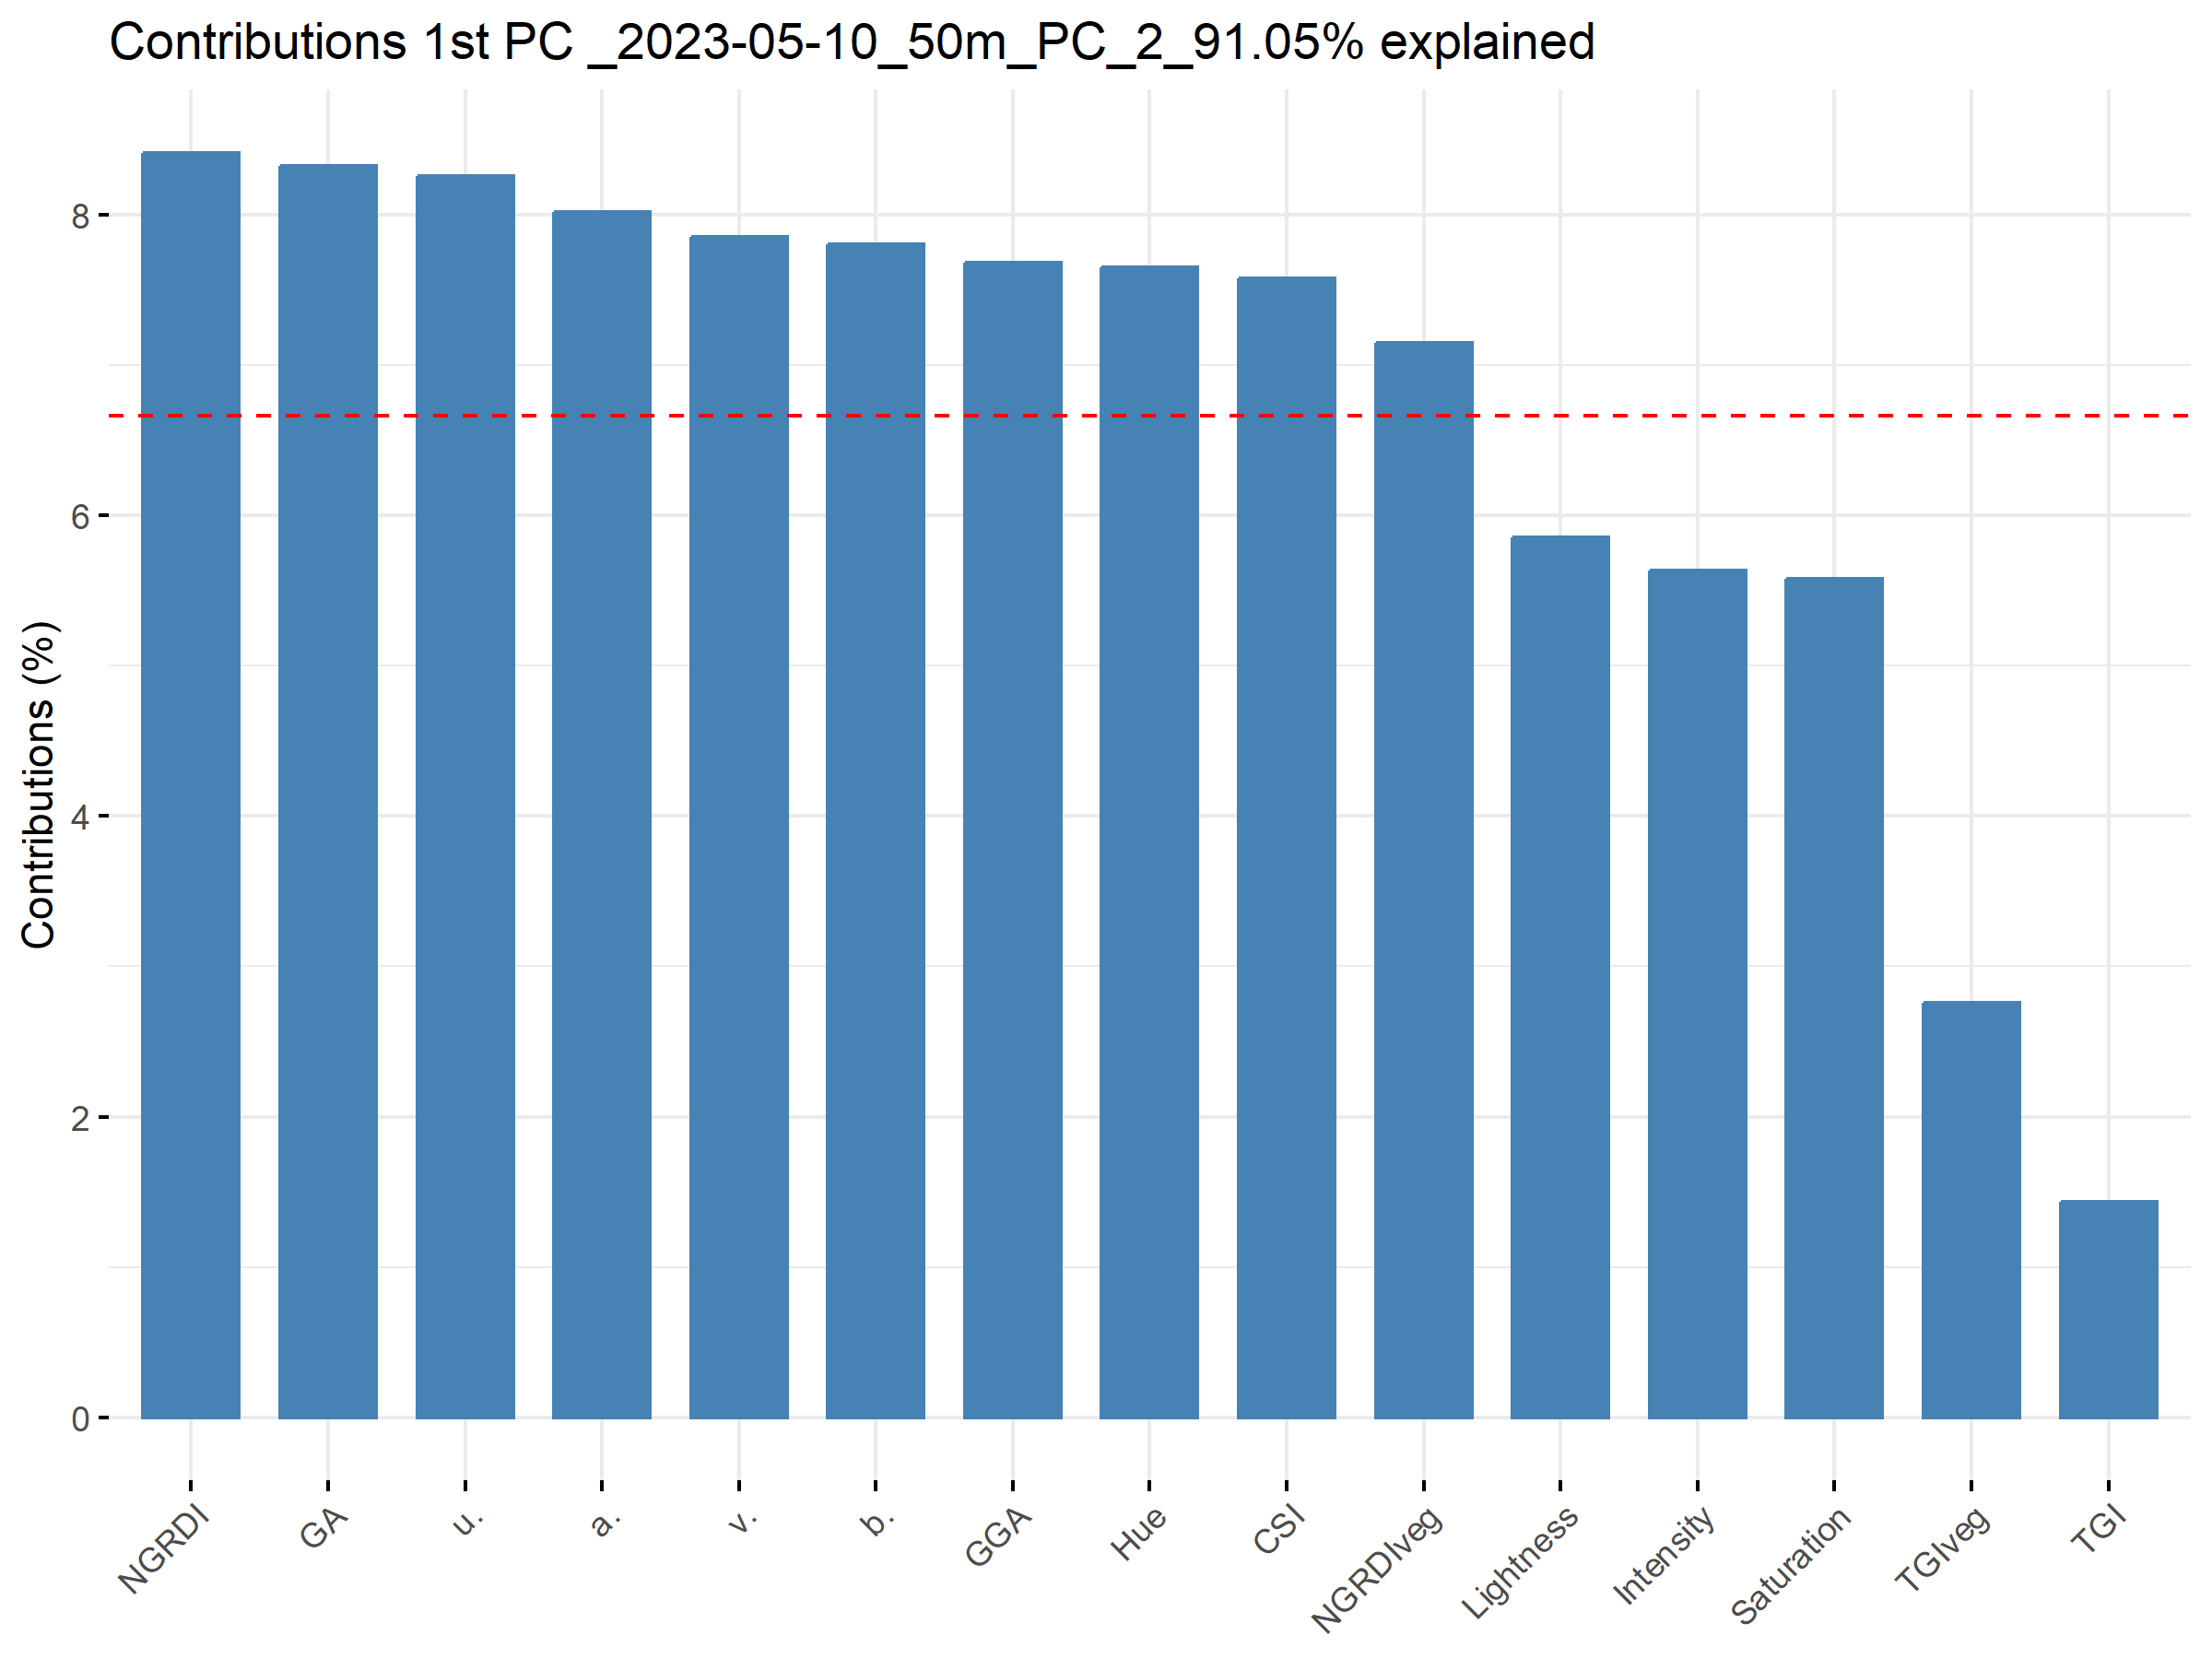 Contributions 1st PC _2023-05-10_50m_PC_2_91.05% explained
Contributions (%)
8
6
4
2
0
NGRDI
GA
u.
a.
v.
b.
GGA
Hue
CSI
NGRDIveg
Lightness
Intensity
Saturation
TGIveg
TGI